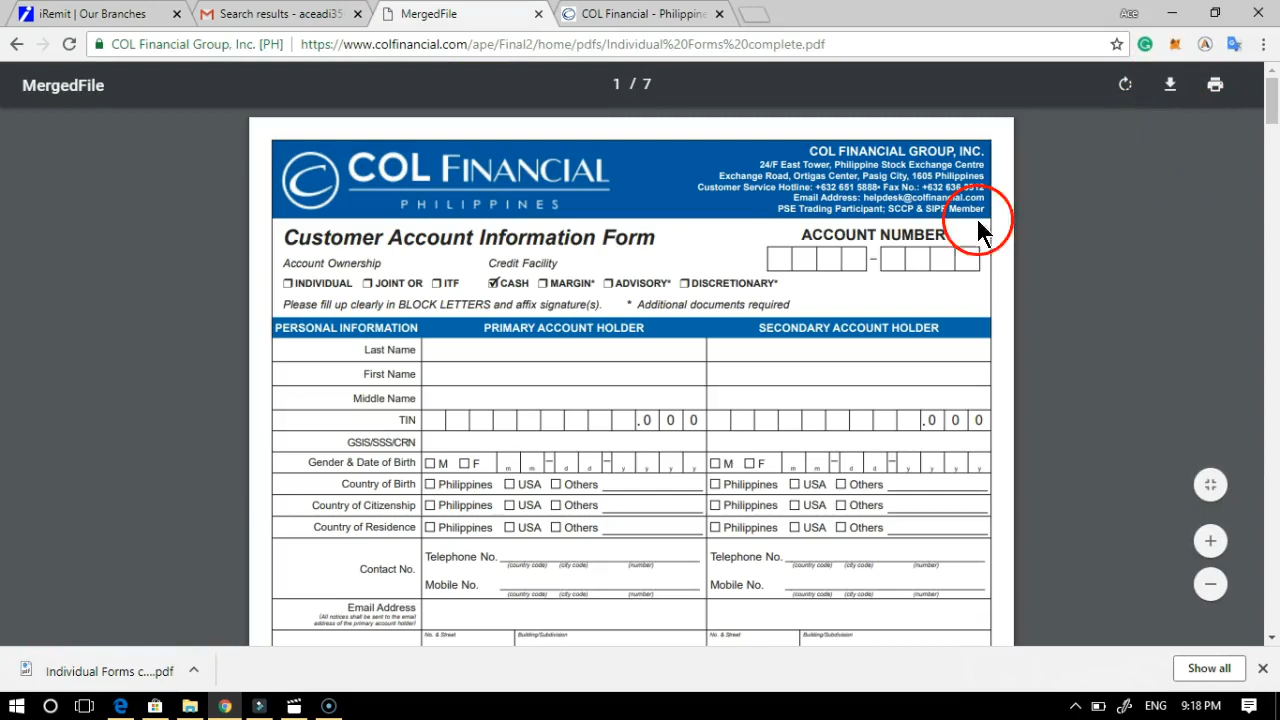 iRemit | Our Branches
Search results - aceadi35
MergedFile
COL Financial - Philippine
Ace
COL Financial Group, Inc. [PH]
https://www.colfinancial.com/ape/Final2/home/pdfs/Individual%20Forms%20complete.pdf
MergedFile
1 / 7
COL FINANCIAL
PHILIPPINES
COL FINANCIAL GROUP, INC.
24/F East Tower, Philippine Stock Exchange Centre
Exchange Road, Ortigas Center, Pasig City, 1605 Philippines
Customer Service Hotline: +632 651 5888• Fax No.: +632 636
Email Address: helpdesk@colfinancial.com
PSE Trading Participant; SCCP & SIPF Member
Customer Account Information Form
ACCOUNT NUMBER
Account Ownership
Credit Facility
INDIVIDUAL JOINT OR ITF CASH MARGIN* ADVISORY* DISCRETIONARY*
Please fill up clearly in BLOCK LETTERS and affix signature(s). * Additional documents required
PERSONAL INFORMATION PRIMARY ACCOUNT HOLDER SECONDARY ACCOUNT HOLDER
Last Name
First Name
Middle Name
TIN .000 .000
GSIS/SSS/CRN
Gender & Date of Birth M F m m – d d – y y y y M F m m – d d – y y y y
Country of Birth Philippines USA Others Philippines USA Others
Country of Citizenship Philippines USA Others Philippines USA Others
Country of Residence Philippines USA Others Philippines USA Others
Contact No.
Telephone No. Telephone No.
(country code) (city code) (number) (country code) (city code) (number)
Mobile No. Mobile No.
(country code) (city code) (number) (country code) (city code) (number)
Email Address
(All notices shall be sent to the email
address of the primary account holder)
No. & Street Building/Subdivision No. & Street Building/Subdivision
Individual Forms c....pdf
Show all
ENG 9:18 PM